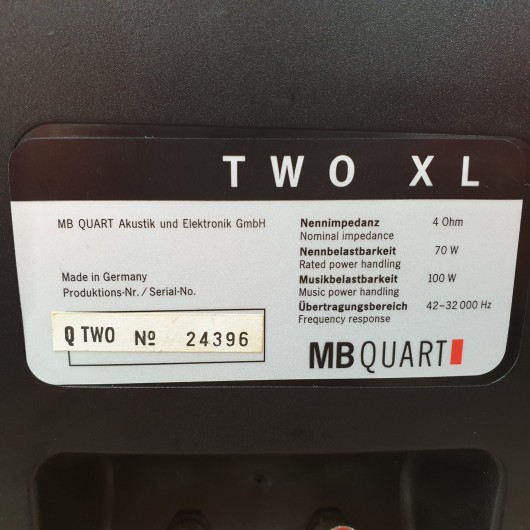 TWO XL
MB QUART Akustik und Elektronik GmbH
Made in Germany
Produktions-Nr. / Serial-No.
Q TWO Nº 24396
Nennimpedanz 4 Ohm
Nominal impedance
Nennbelastbarkeit 70 W
Rated power handling
Musikbelastbarkeit 100 W
Music power handling
Übertragungsbereich 42–32 000 Hz
Frequency response
MB QUART